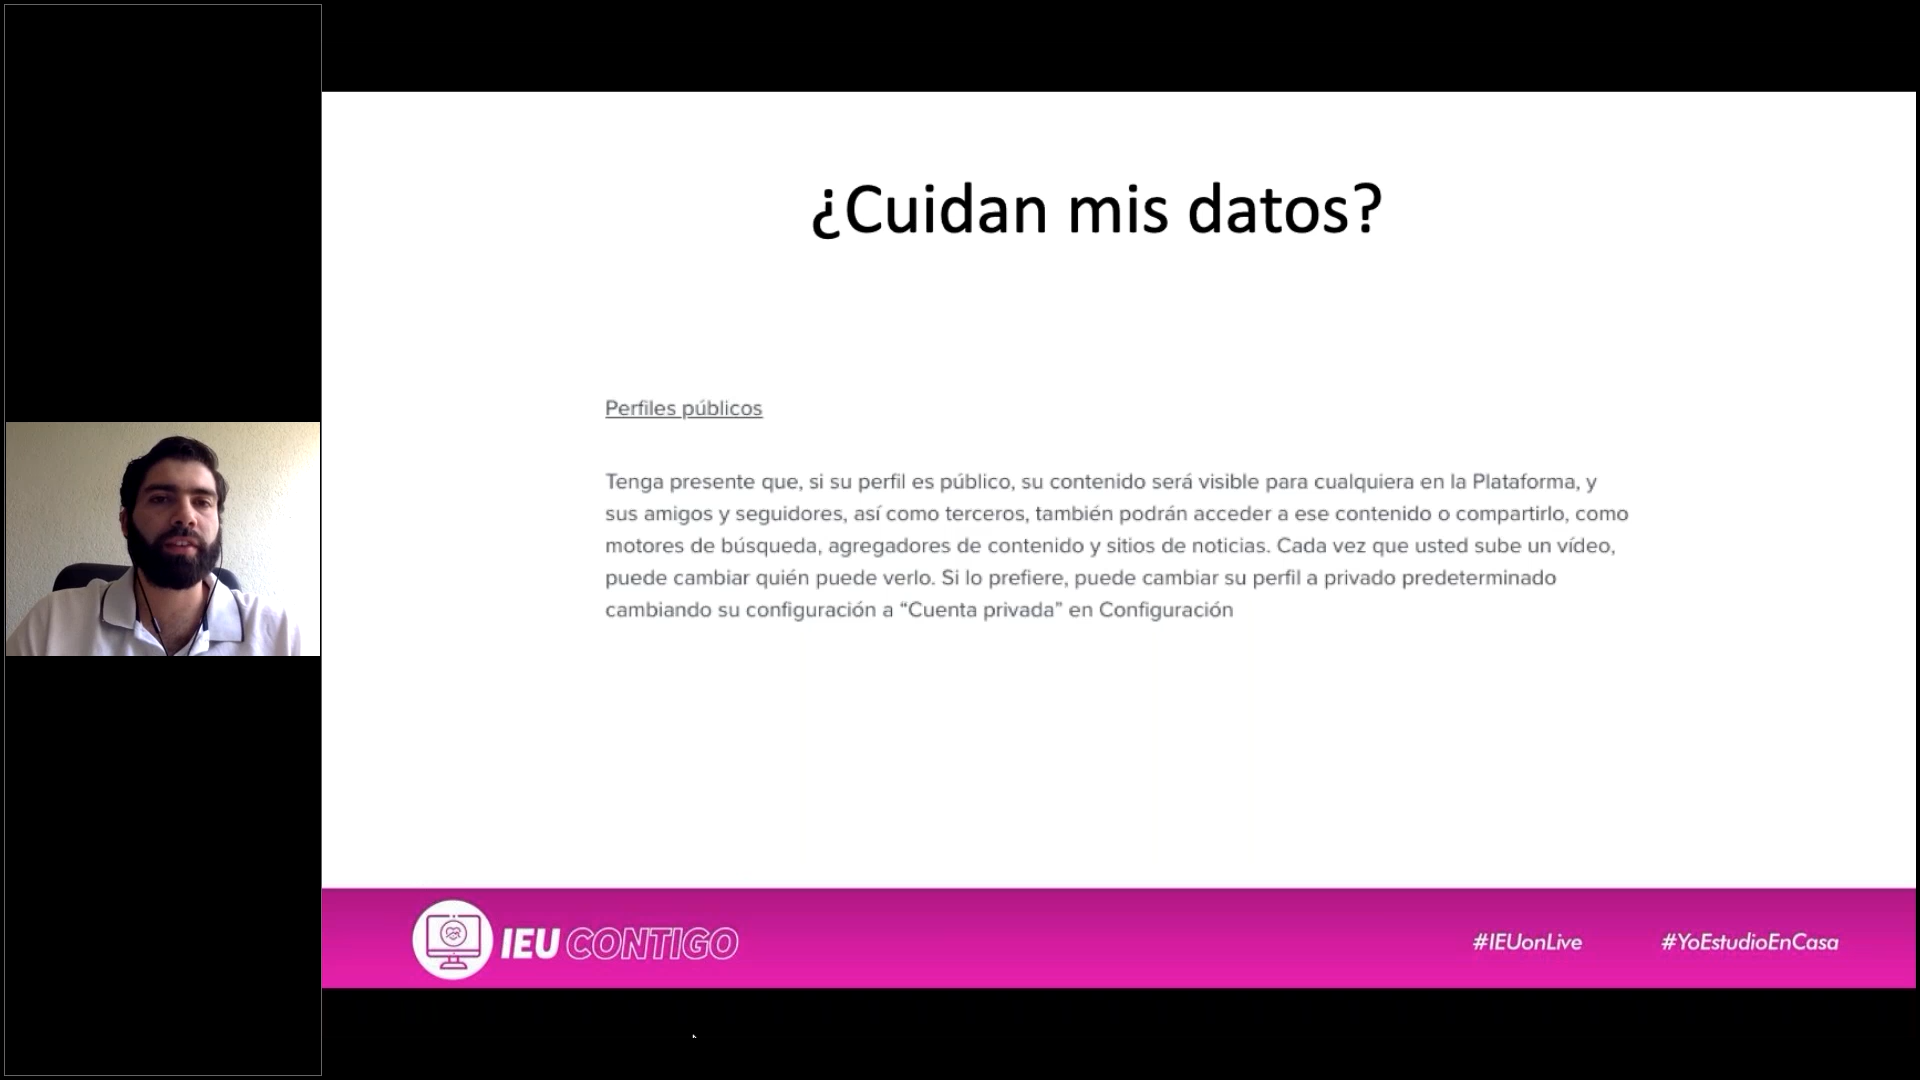 ¿Cuidan mis datos?
Perfiles públicos
Tenga presente que, si su perfil es público, su contenido será visible para cualquiera en la Plataforma, y
sus amigos y seguidores, así como terceros, también podrán acceder a ese contenido o compartirlo, como
motores de búsqueda, agregadores de contenido y sitios de noticias. Cada vez que usted sube un vídeo,
puede cambiar quién puede verlo. Si lo prefiere, puede cambiar su perfil a privado predeterminado
cambiando su configuración a “Cuenta privada” en Configuración
IEU CONTIGO
#IEUonLive
#YoEstudioEnCasa